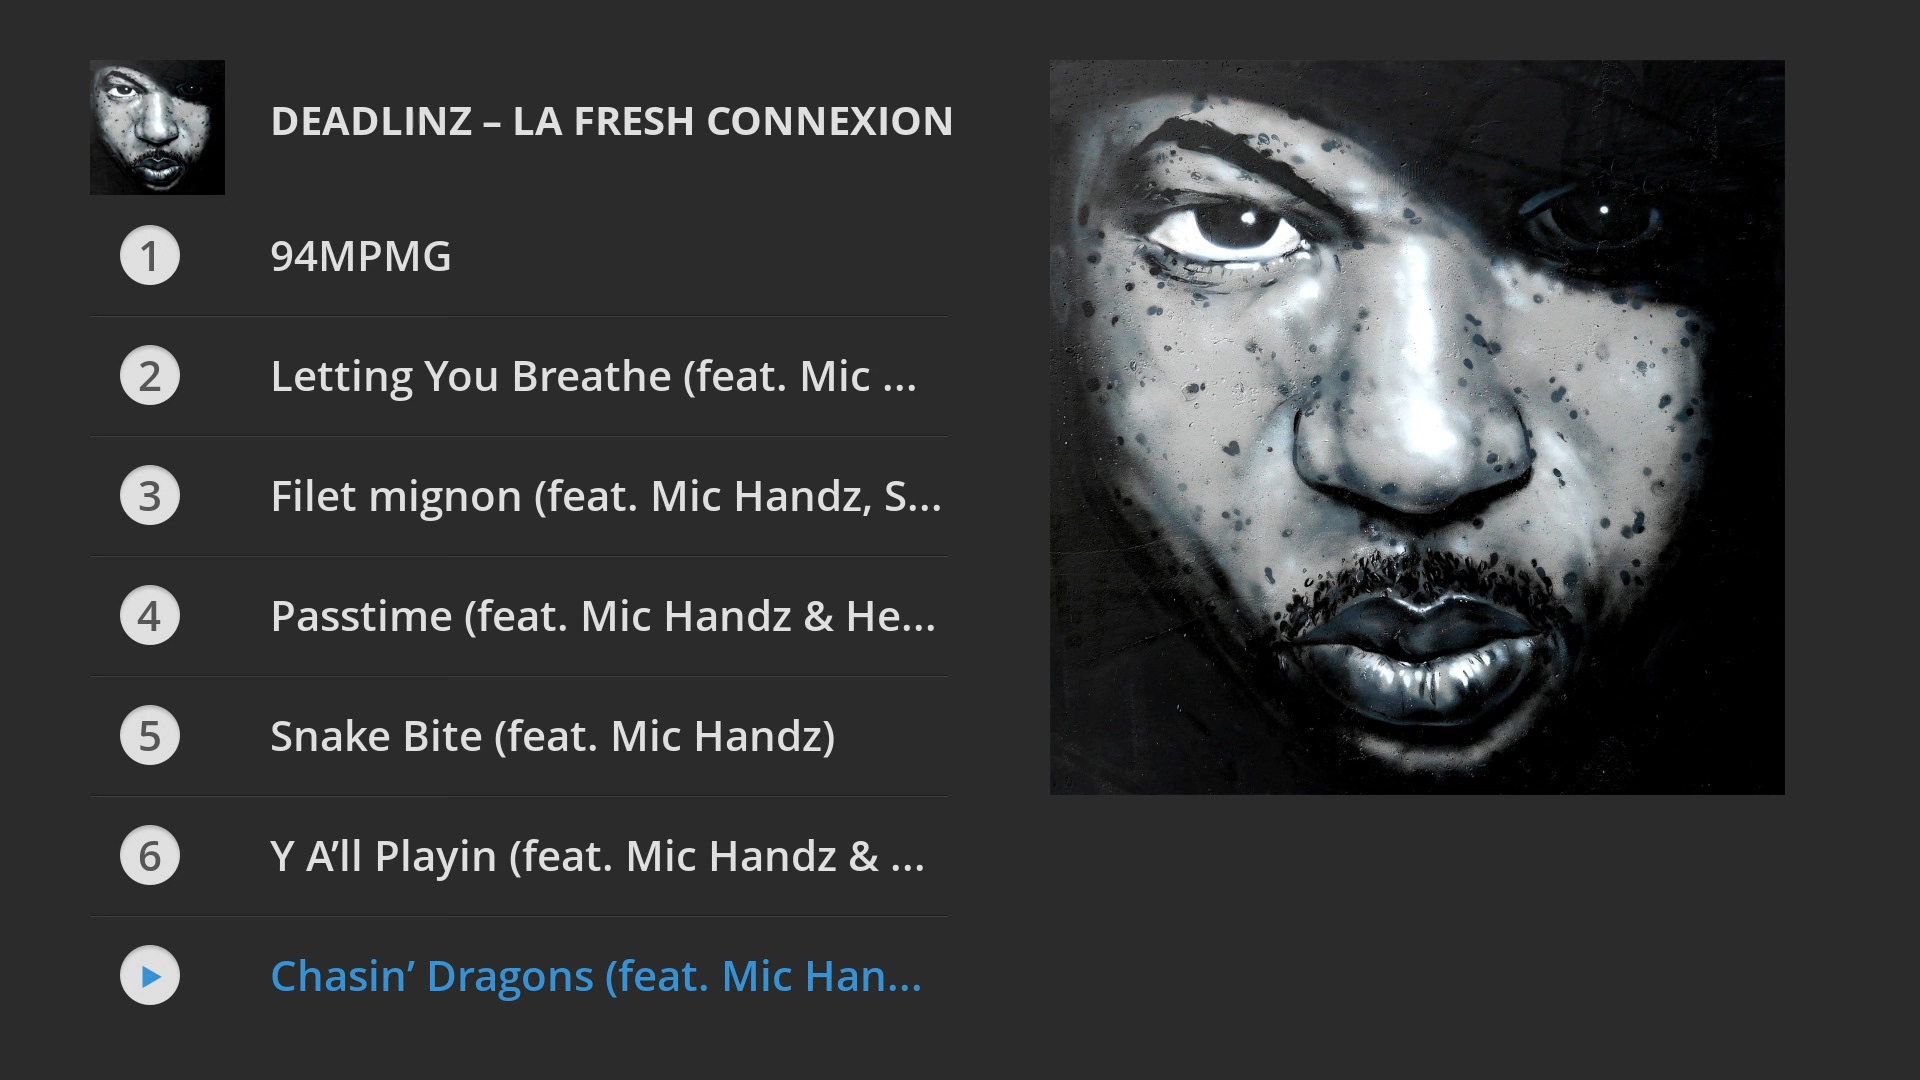 DEADLINZ – LA FRESH CONNEXION
1 94MPMG
2 Letting You Breathe (feat. Mic ...
3 Filet mignon (feat. Mic Handz, S...
4 Passtime (feat. Mic Handz & He...
5 Snake Bite (feat. Mic Handz)
6 Y A’ll Playin (feat. Mic Handz & ...
Chasin’ Dragons (feat. Mic Han...